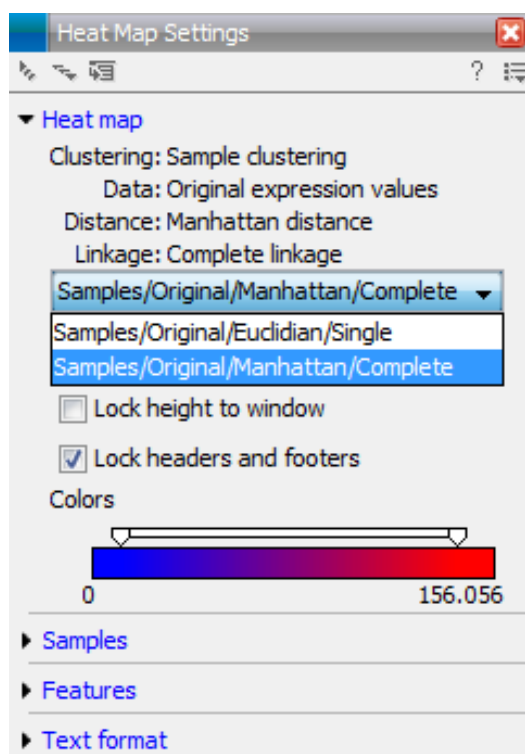 Heat Map Settings
?
Heat map
Clustering: Sample clustering
Data: Original expression values
Distance: Manhattan distance
Linkage: Complete linkage
Samples/Original/Manhattan/Complete
Samples/Original/Euclidian/Single
Samples/Original/Manhattan/Complete
Lock height to window
Lock headers and footers
Colors
0 156.056
Samples
Features
Text format